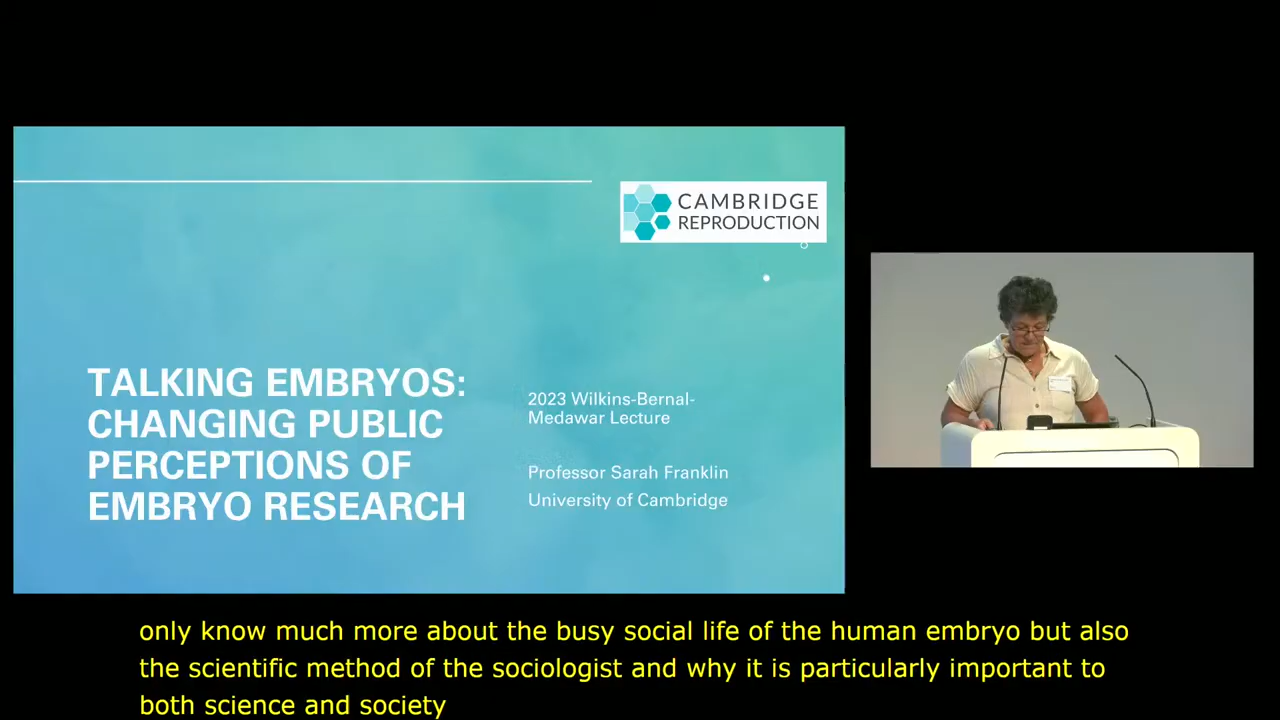 CAMBRIDGE
REPRODUCTION
TALKING EMBRYOS:
CHANGING PUBLIC
PERCEPTIONS OF
EMBRYO RESEARCH
2023 Wilkins-Bernal-
Medawar Lecture
Professor Sarah Franklin
University of Cambridge
only know much more about the busy social life of the human embryo but also
the scientific method of the sociologist and why it is particularly important to
both science and society